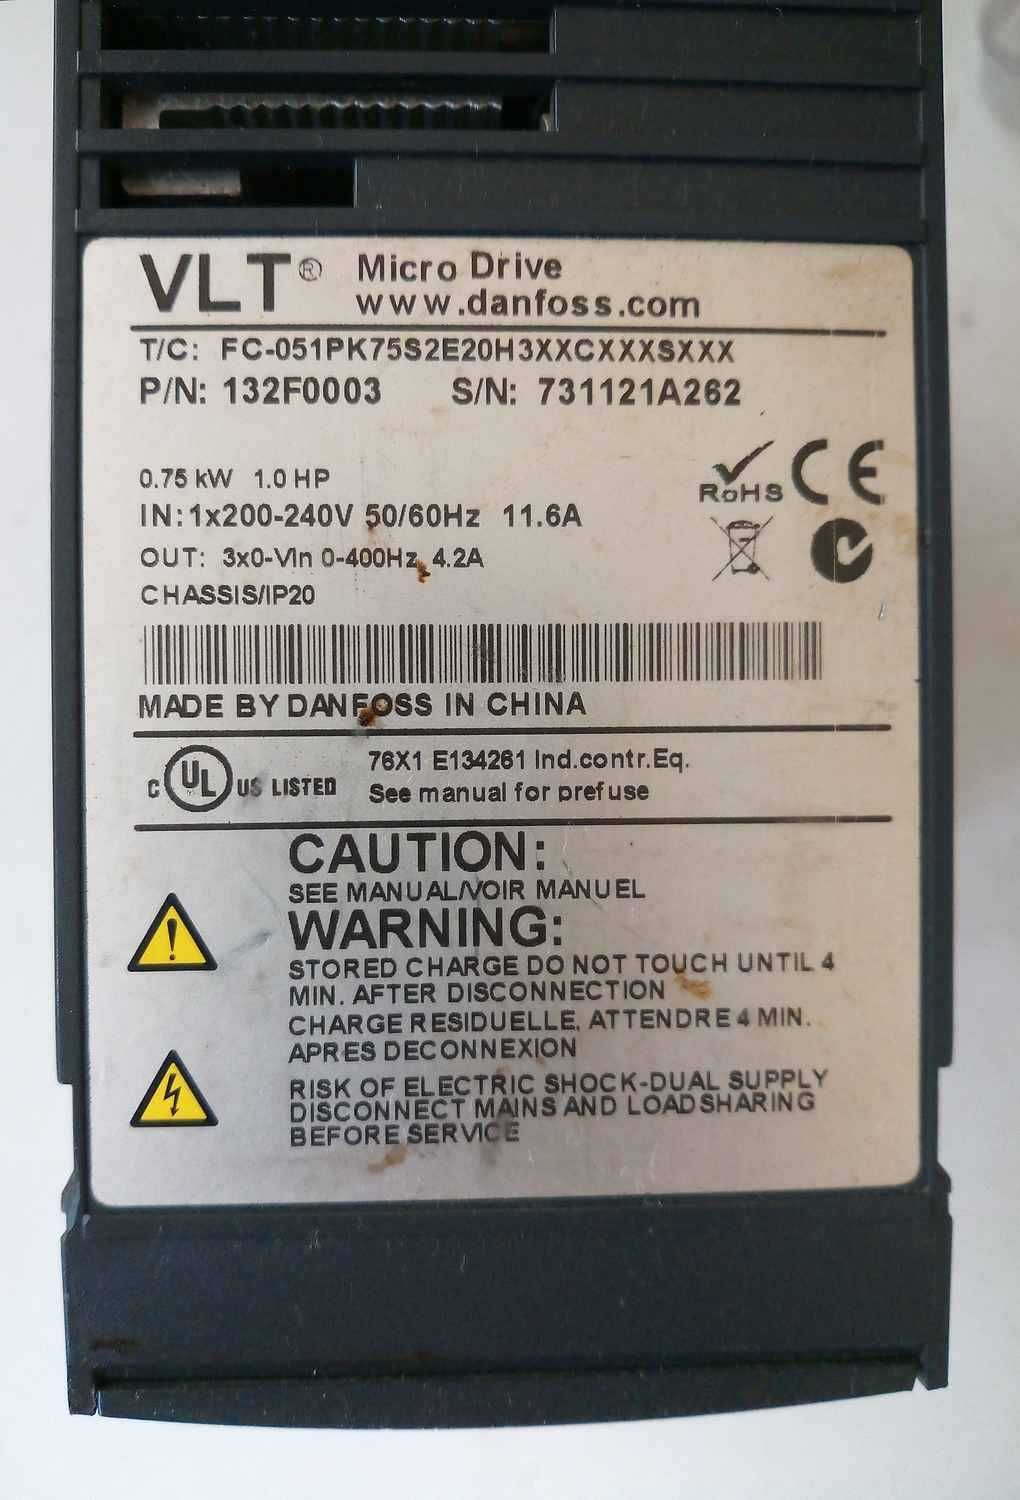 VLT® Micro Drive
www.danfoss.com
T/C: FC-051PK75S2E20H3XXCXXXSXXX
P/N: 132F0003 S/N: 731121A262
0.75 kW 1.0 HP
RoHS CE
IN:1x200-240V 50/60Hz 11.6A
OUT: 3x0-Vin 0-400Hz, 4.2A
CHASSIS/IP20
MADE BY DANFOSS IN CHINA
76X1 E134261 Ind.contr.Eq.
C UL US LISTED
See manual for prefuse
CAUTION:
SEE MANUAL/VOIR MANUEL
WARNING:
STORED CHARGE DO NOT TOUCH UNTIL 4
MIN. AFTER DISCONNECTION
CHARGE RESIDUELLE, ATTENDRE 4 MIN.
APRES DECONNEXION
RISK OF ELECTRIC SHOCK-DUAL SUPPLY
DISCONNECT MAINS AND LOADSHARING
BEFORE SERVICE